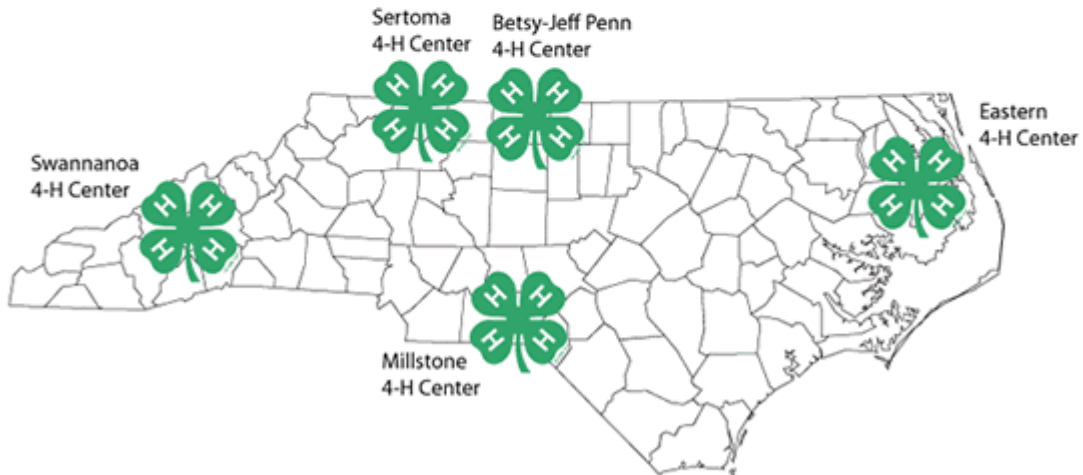 Sertoma
4-H Center
Betsy-Jeff Penn
4-H Center
Eastern
4-H Center
Swannanoa
4-H Center
Millstone
4-H Center
H H
H H
H H
H H
H H
H H
H H
H H
H H
H H